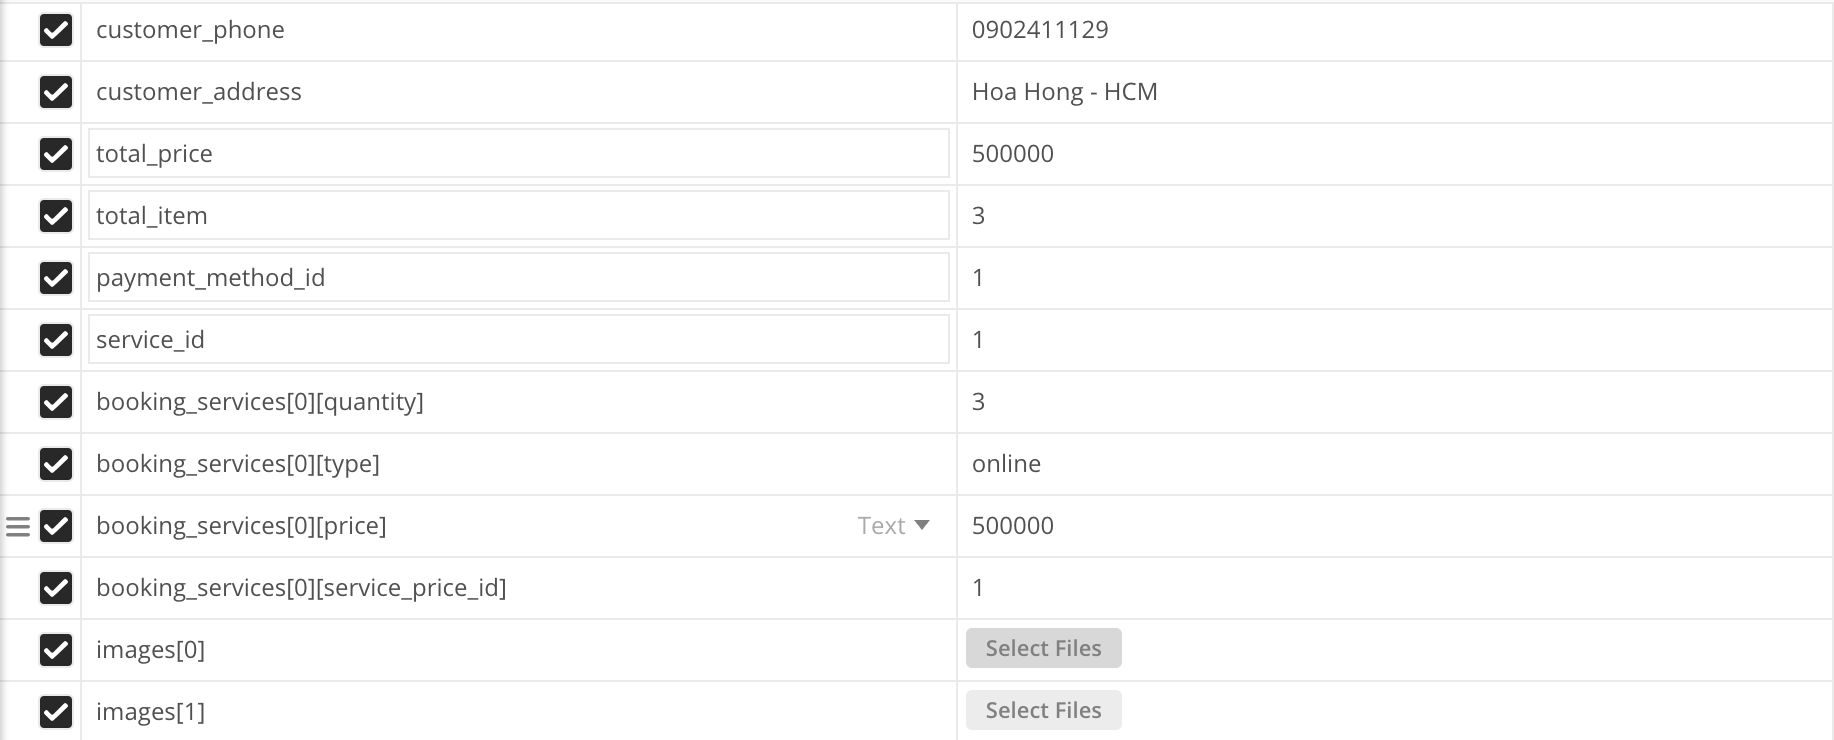 customer_phone 0902411129
customer_address Hoa Hong - HCM
total_price 500000
total_item 3
payment_method_id 1
service_id 1
booking_services[0][quantity] 3
booking_services[0][type] online
booking_services[0][price] Text 500000
booking_services[0][service_price_id] 1
images[0] Select Files
images[1] Select Files